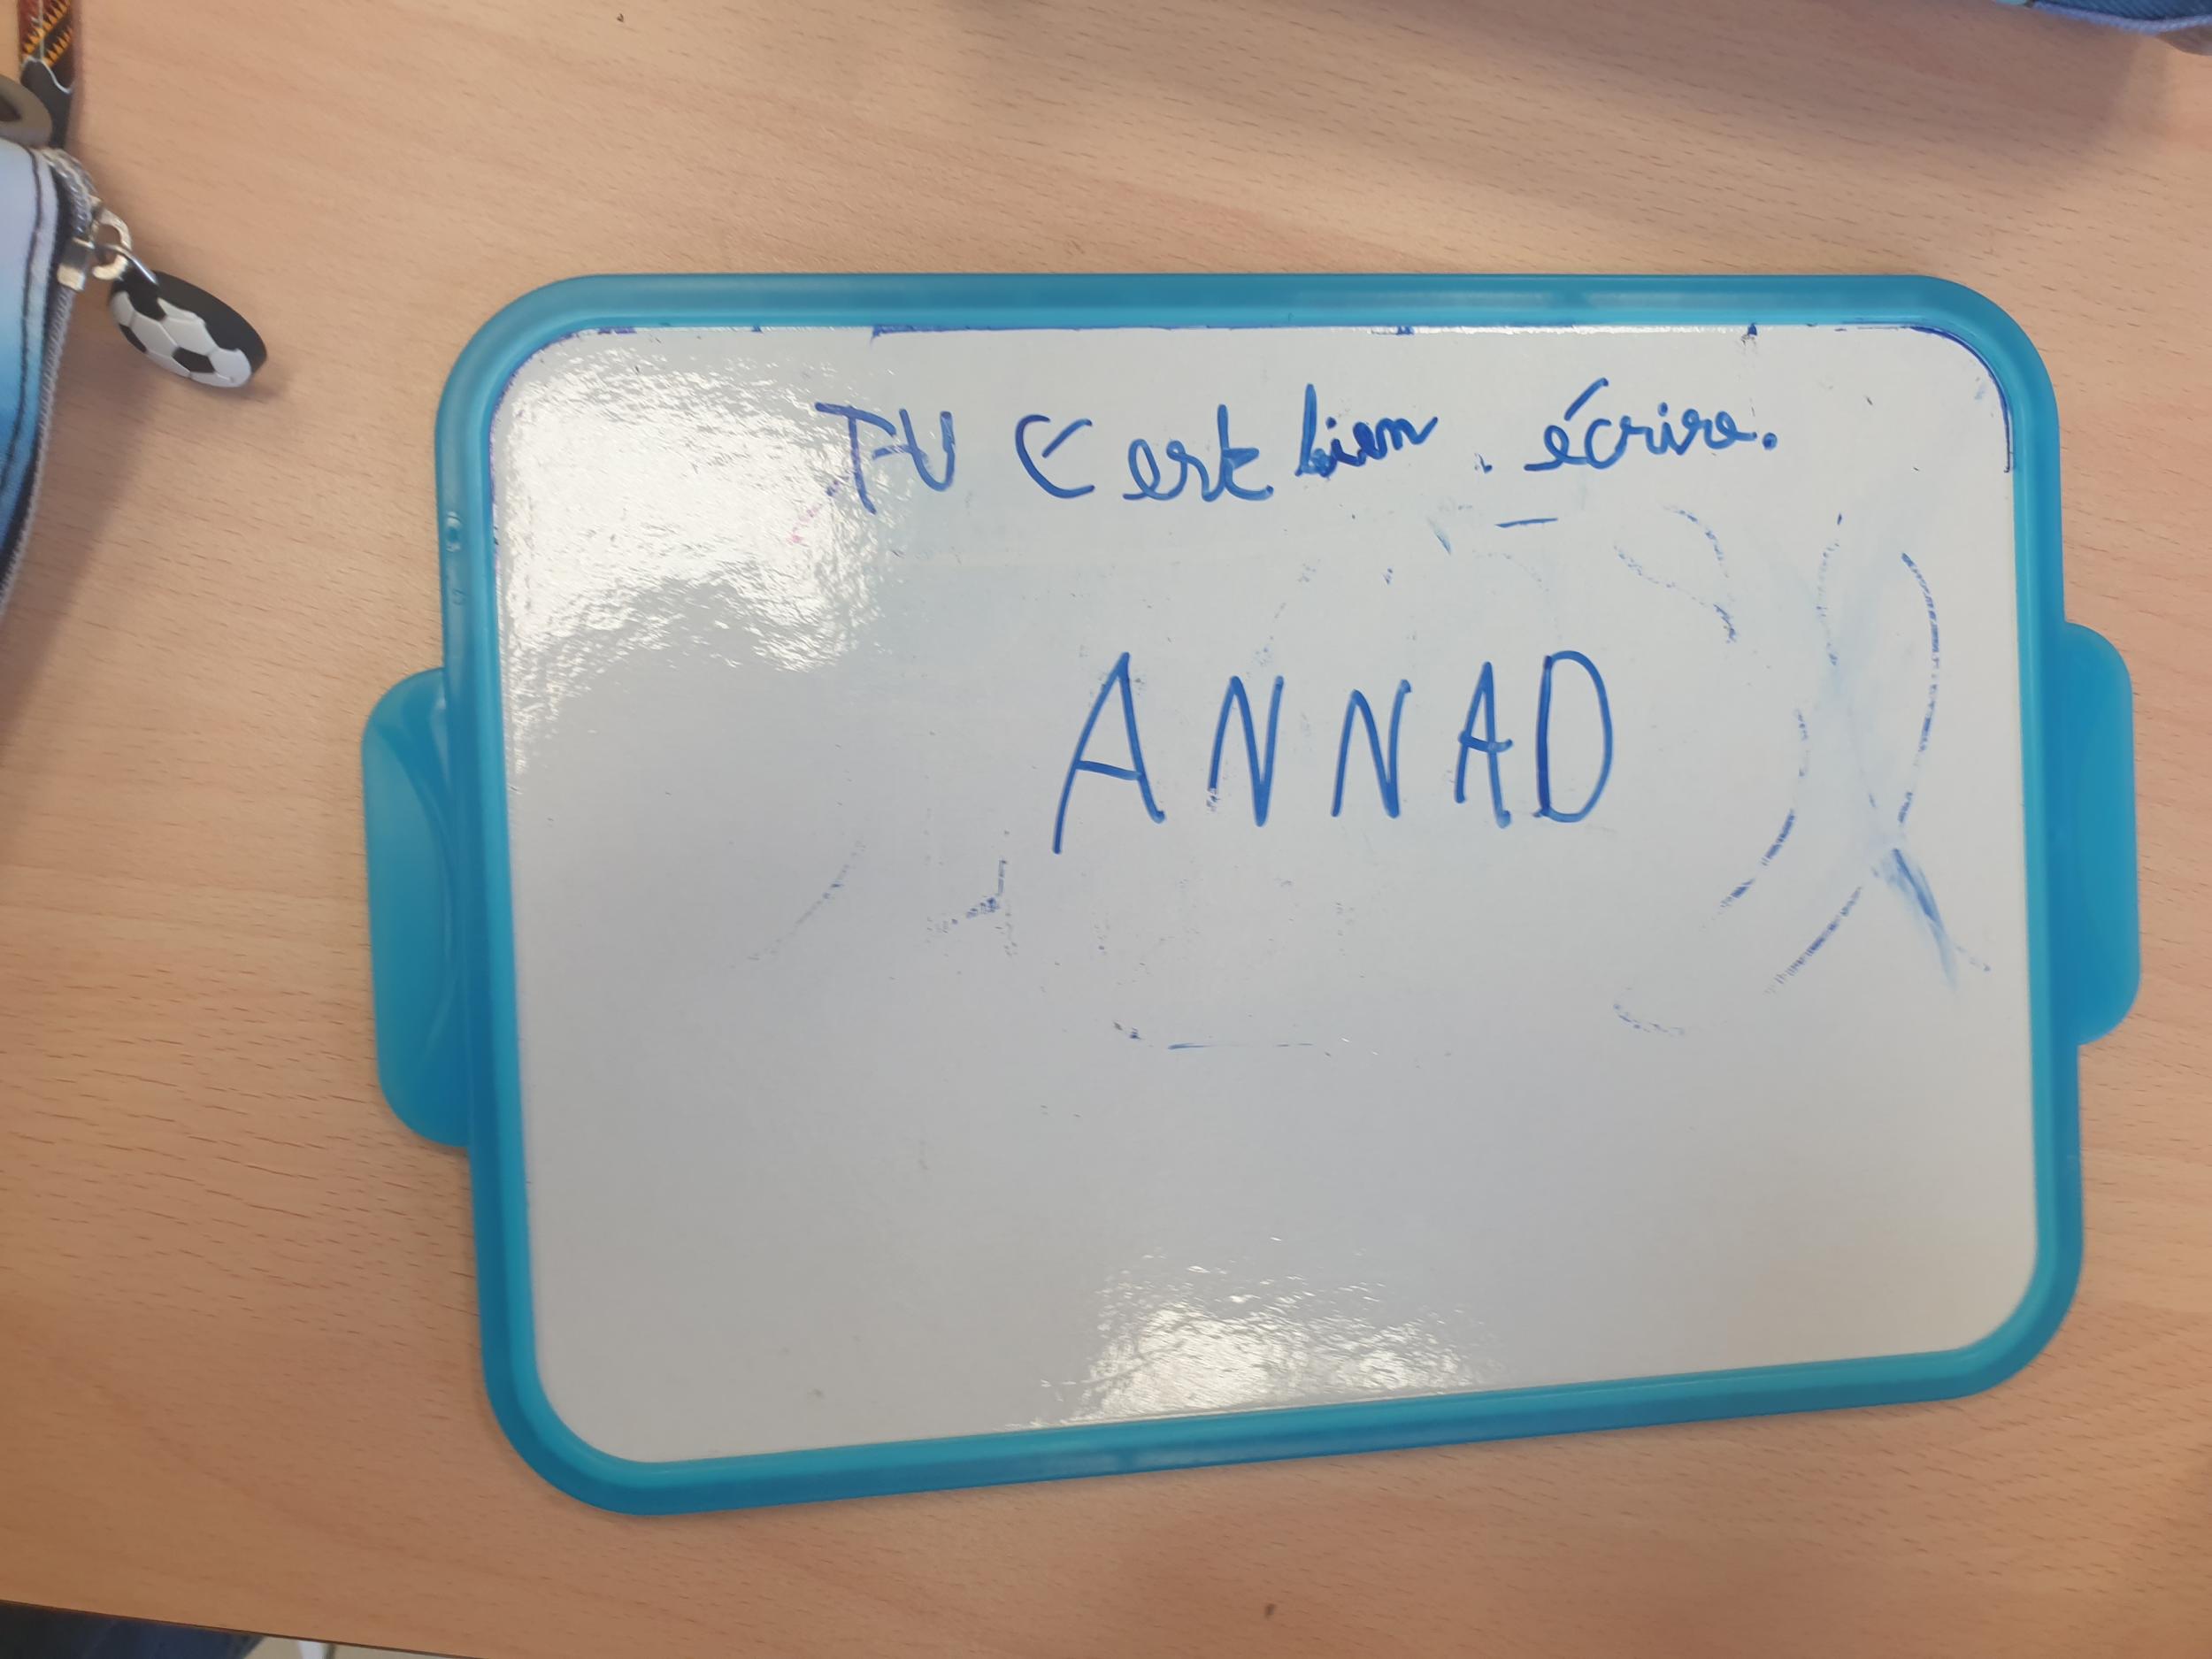 TU C est bien . écrire.
ANNAD